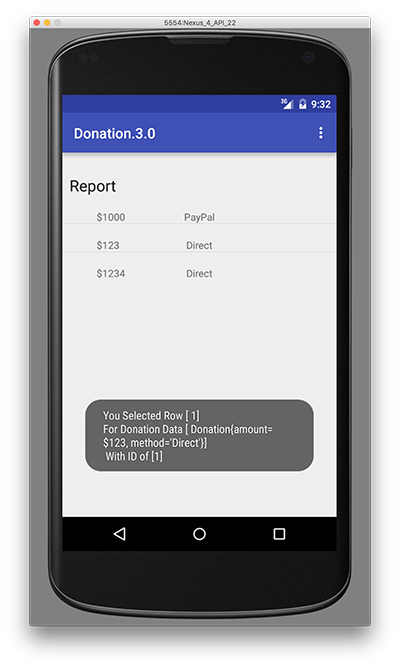 5554:Nexus_4_API_22
3G 9:32
Donation.3.0
Report
$1000 PayPal
$123 Direct
$1234 Direct
You Selected Row [ 1]
For Donation Data [ Donation{amount=
$123, method='Direct'}]
With ID of [1]